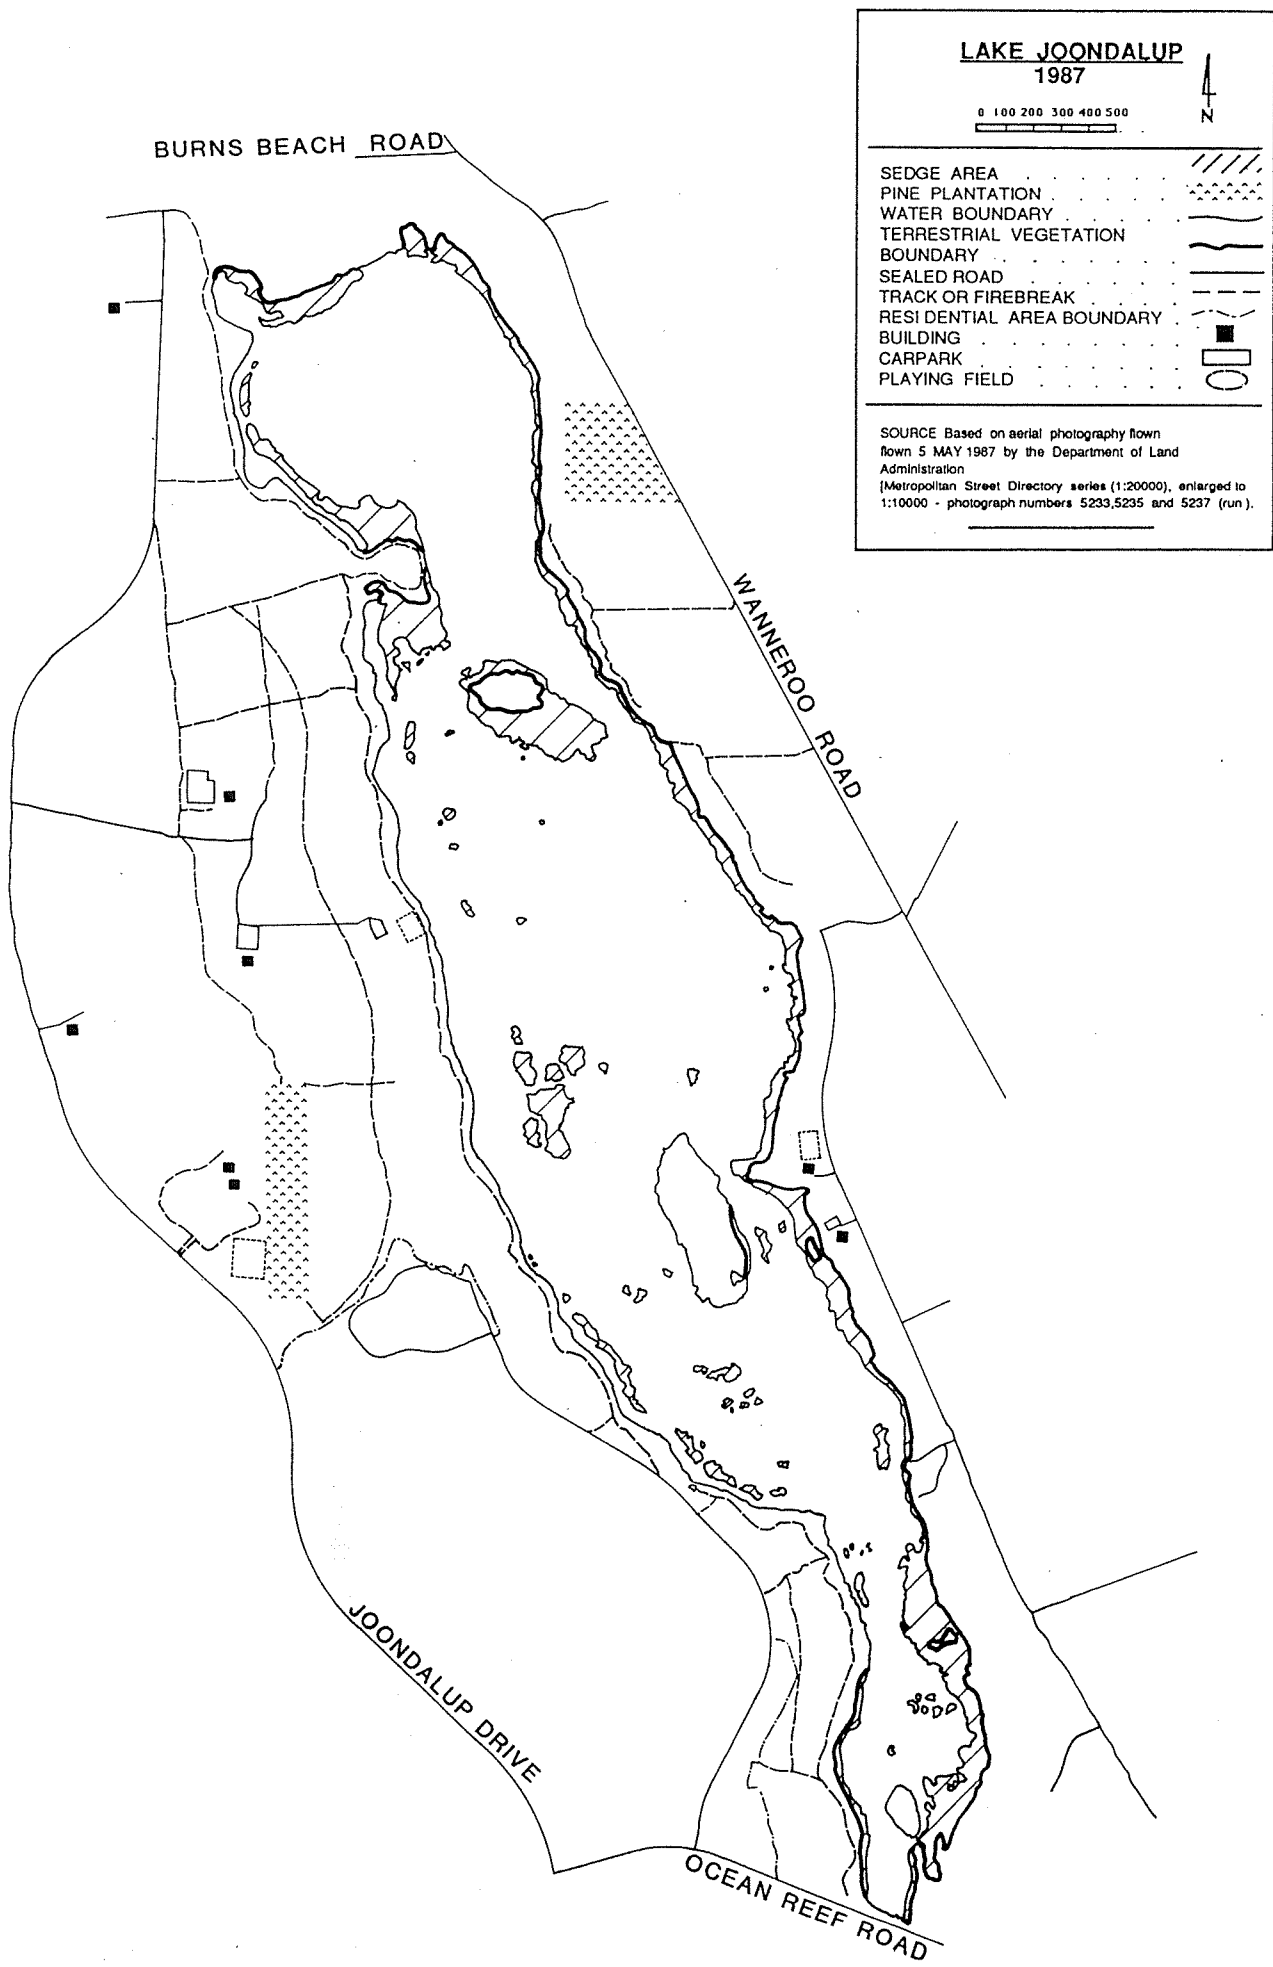 LAKE JOONDALUP
1987
0 100 200 300 400 500
N
SEDGE AREA . . . . . .
PINE PLANTATION . . . . .
WATER BOUNDARY . . . . .
TERRESTRIAL VEGETATION
BOUNDARY . . . . . . .
SEALED ROAD . . . . . .
TRACK OR FIREBREAK . . . .
RESIDENTIAL AREA BOUNDARY .
BUILDING . . . . . . . .
CARPARK . . . . . . . .
PLAYING FIELD . . . . . .
SOURCE Based on aerial photography flown
flown 5 MAY 1987 by the Department of Land
Administration
[Metropolitan Street Directory series (1:20000), enlarged to
1:10000 - photograph numbers 5233,5235 and 5237 (run ).
BURNS BEACH ROAD
WANNEROO ROAD
JOONDALUP DRIVE
OCEAN REEF ROAD